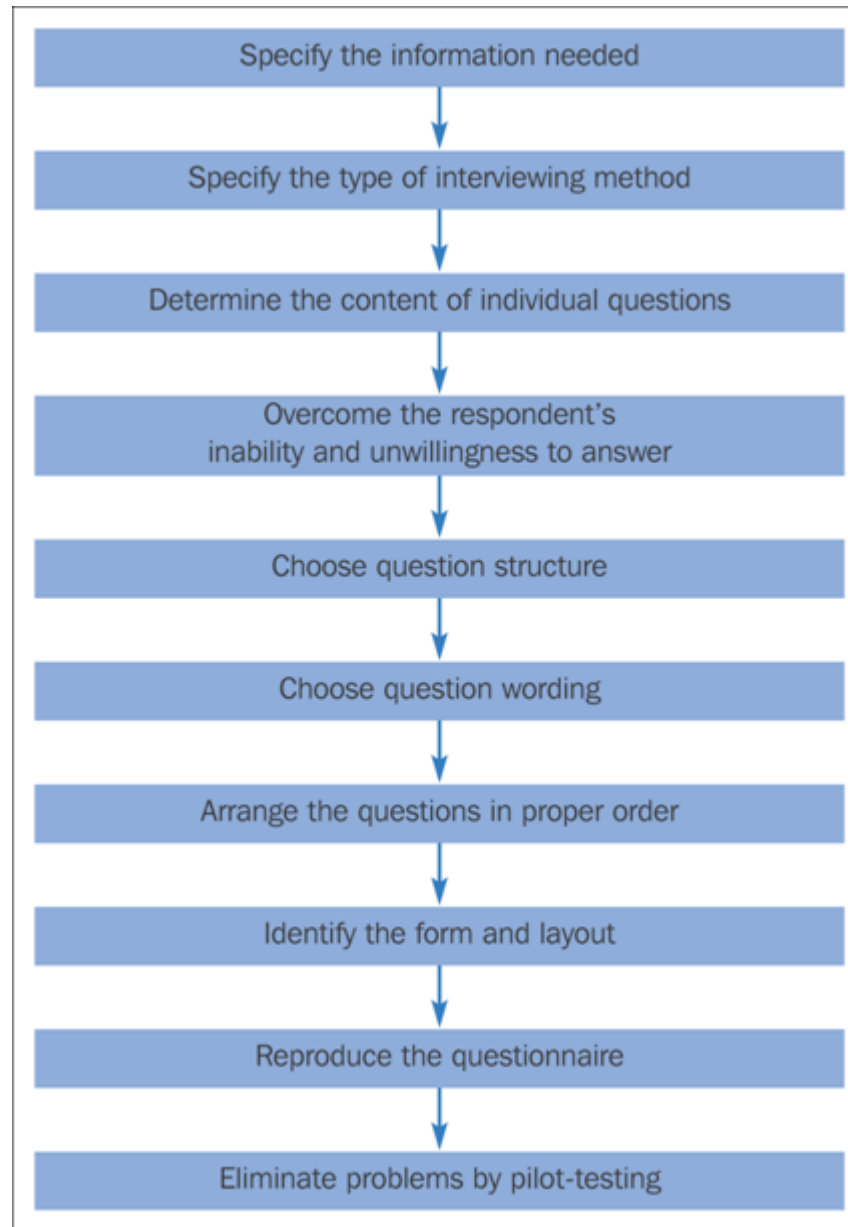 Specify the information needed
Specify the type of interviewing method
Determine the content of individual questions
Overcome the respondent’s
inability and unwillingness to answer
Choose question structure
Choose question wording
Arrange the questions in proper order
Identify the form and layout
Reproduce the questionnaire
Eliminate problems by pilot-testing